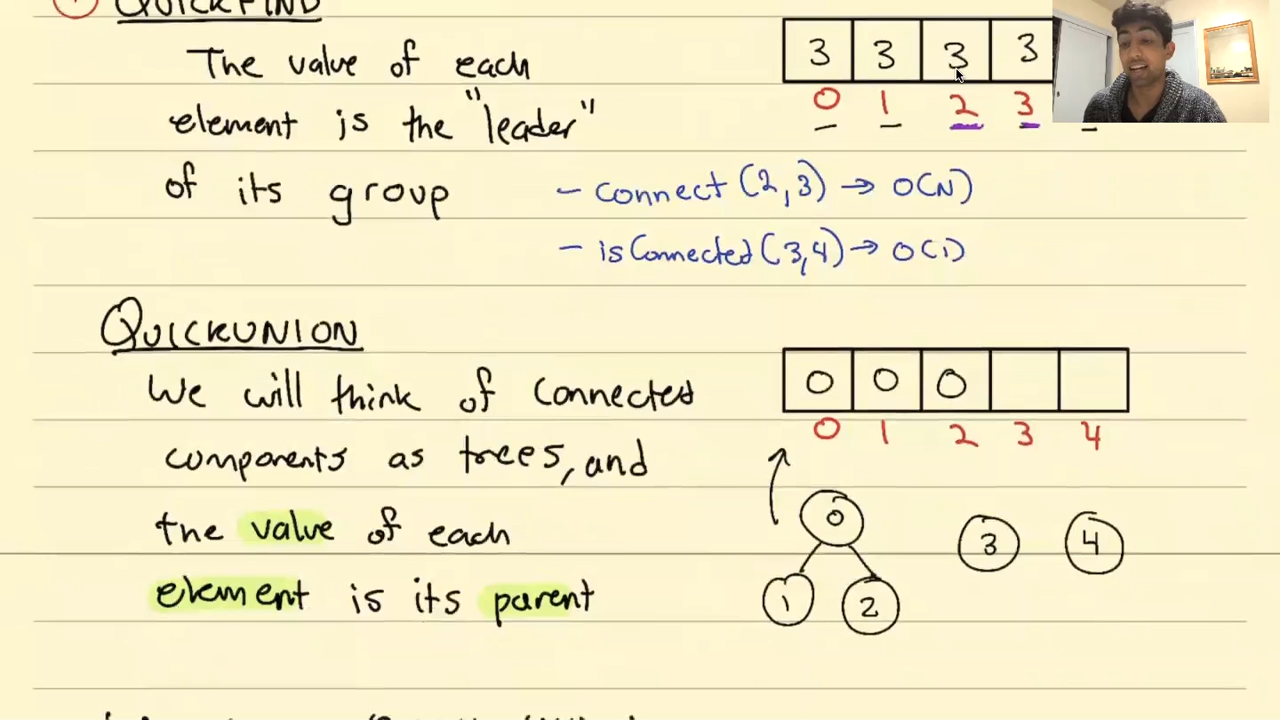 QUICKFIND
3 3 3 3
The value of each
0 1 2 3
element is the "leader"
of its group
- connect (2,3) → O(N)
- isConnected (3,4) → O(1)
QUICKUNION
0 0 0
We will think of connected
0 1 2 3 4
components as trees, and
0
the value of each
3 4
element is its parent
1 2